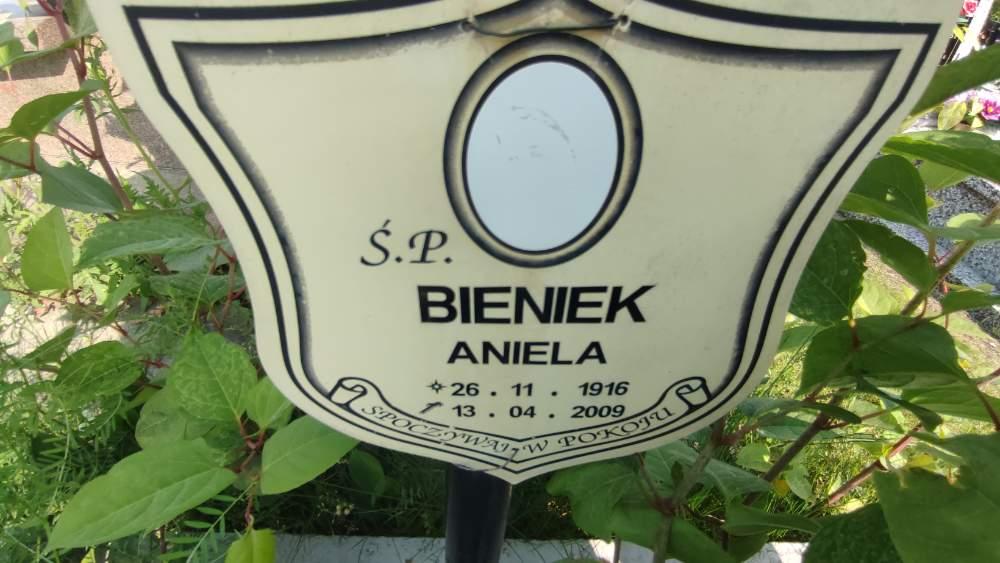 Ś.P.
BIENIEK
ANIELA
26 . 11 . 1916
13 . 04 . 2009
SPOCZYWAJ W POKOJU